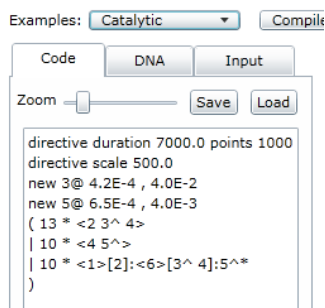 Examples: Catalytic Compile
Code DNA Input
Zoom Save Load
directive duration 7000.0 points 1000
directive scale 500.0
new 3@ 4.2E-4 , 4.0E-2
new 5@ 6.5E-4 , 4.0E-3
( 13 * <2 3^ 4>
| 10 * <4 5^>
| 10 * <1>[2]:<6>[3^ 4]:5^*
)